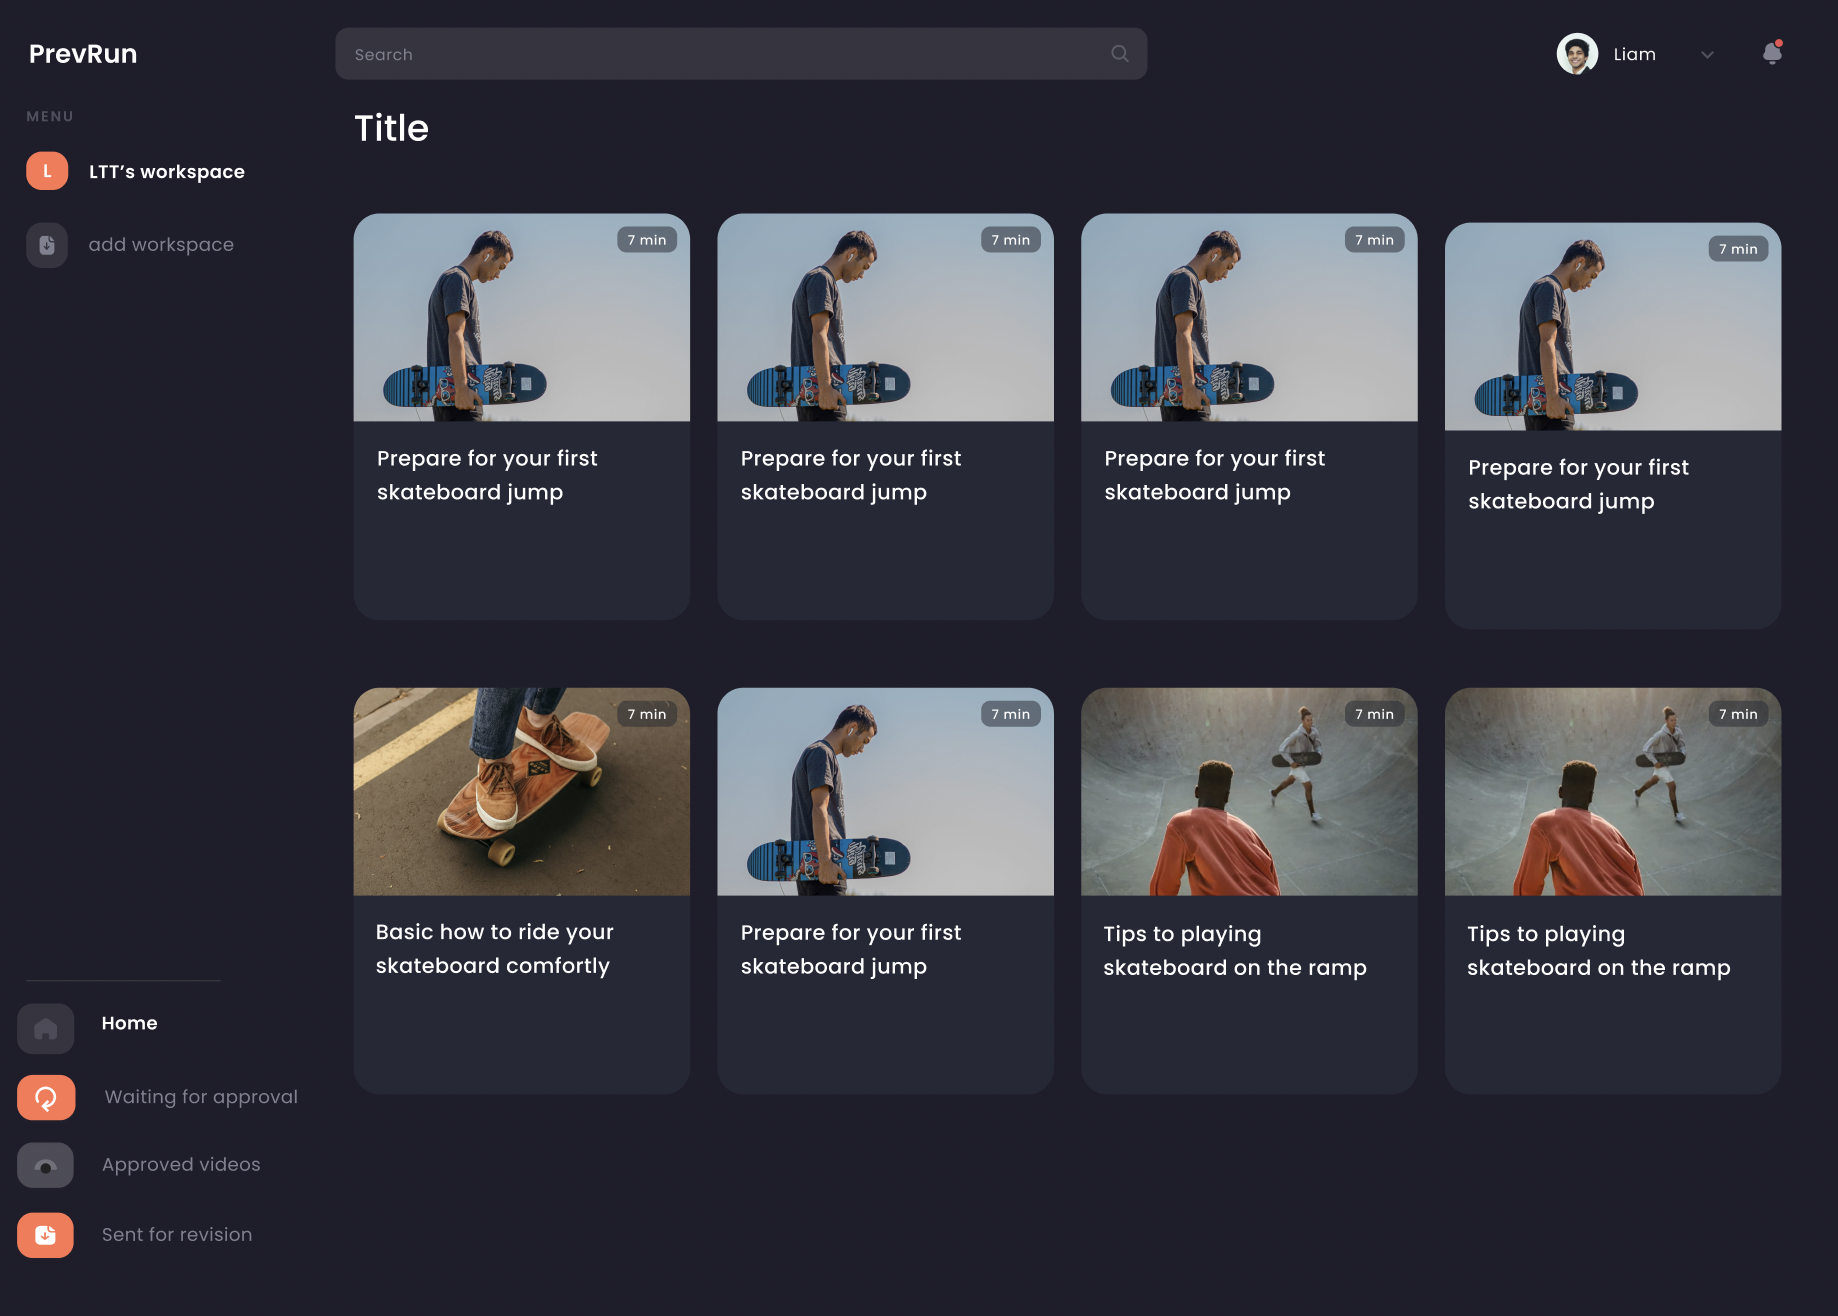 PrevRun
Search
Liam
MENU
Title
L
LTT’s workspace
add workspace
7 min
7 min
7 min
7 min
Prepare for your first
skateboard jump
Prepare for your first
skateboard jump
Prepare for your first
skateboard jump
Prepare for your first
skateboard jump
7 min
7 min
7 min
7 min
Basic how to ride your
skateboard comfortly
Prepare for your first
skateboard jump
Tips to playing
skateboard on the ramp
Tips to playing
skateboard on the ramp
Home
Waiting for approval
Approved videos
Sent for revision